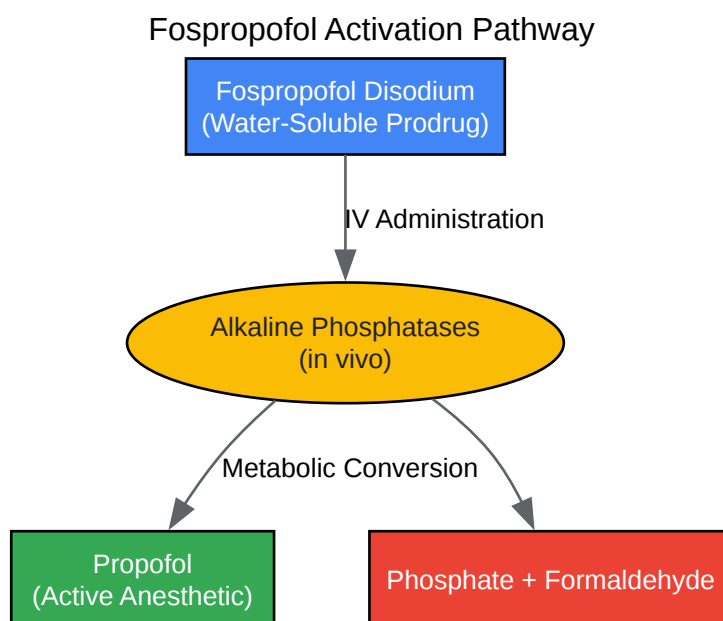 Fospropofol Activation Pathway
Fospropofol Disodium
(Water-Soluble Prodrug)
IV Administration
Alkaline Phosphatases
(in vivo)
Metabolic Conversion
Propofol
(Active Anesthetic)
Phosphate + Formaldehyde